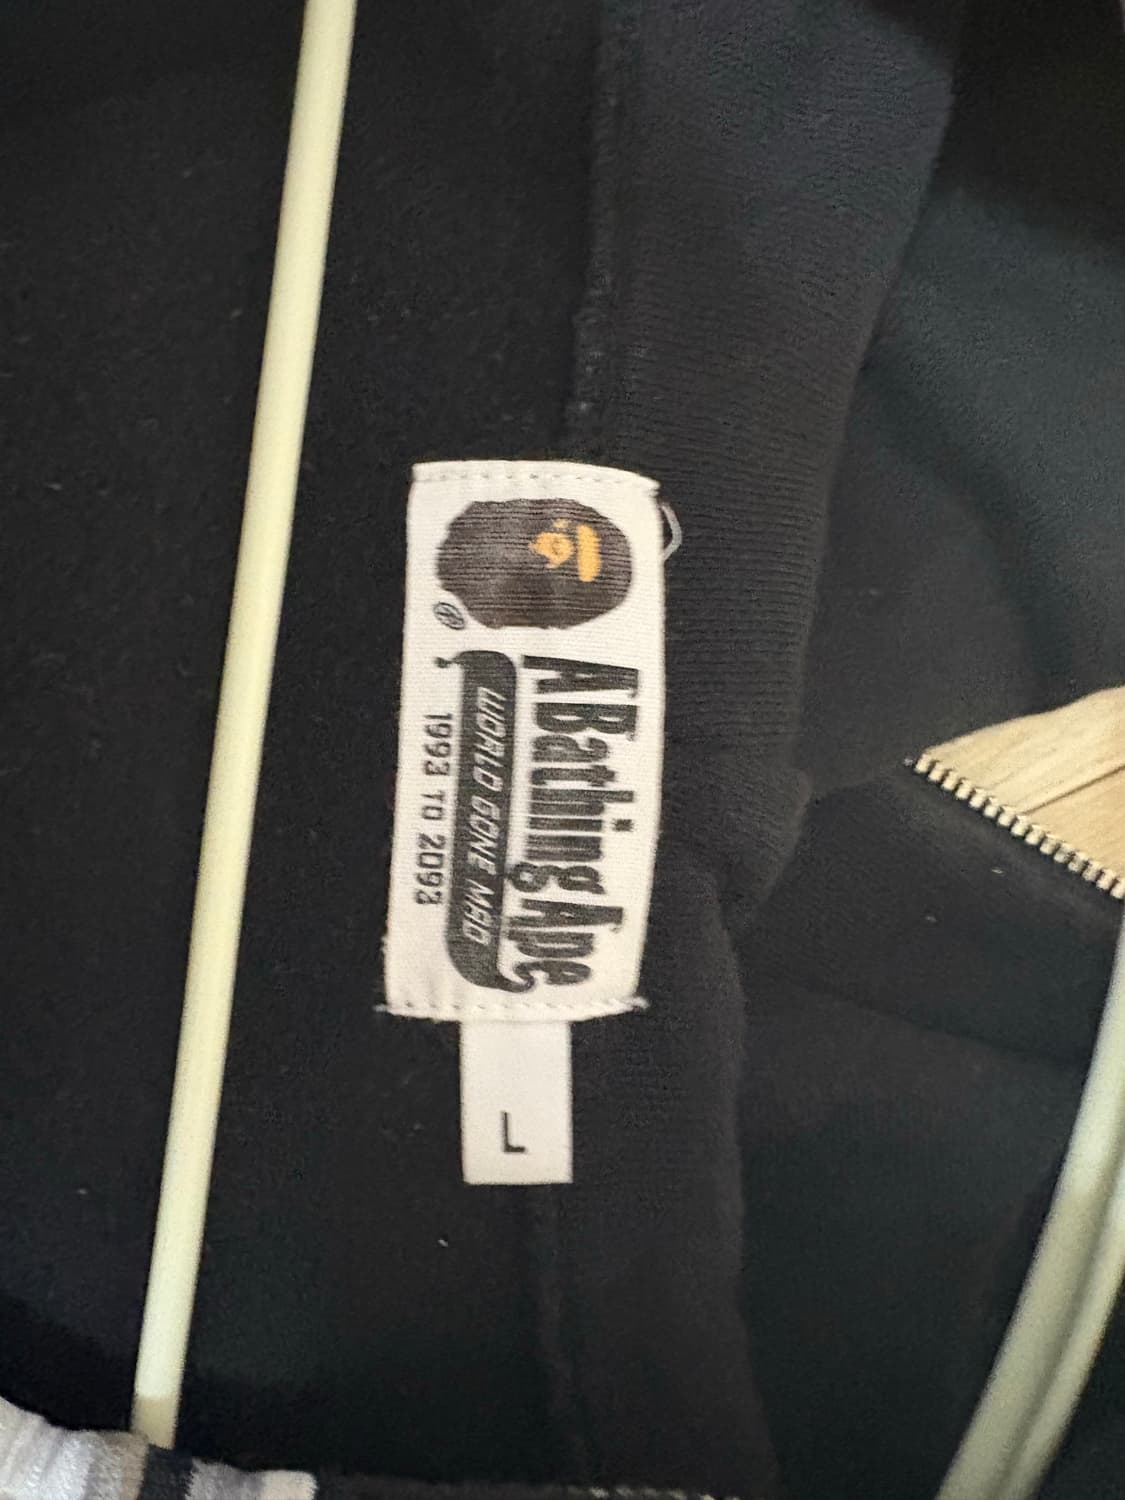 A Bathing Ape
WORLD GONE MAD
1993 TO 2093
®
L